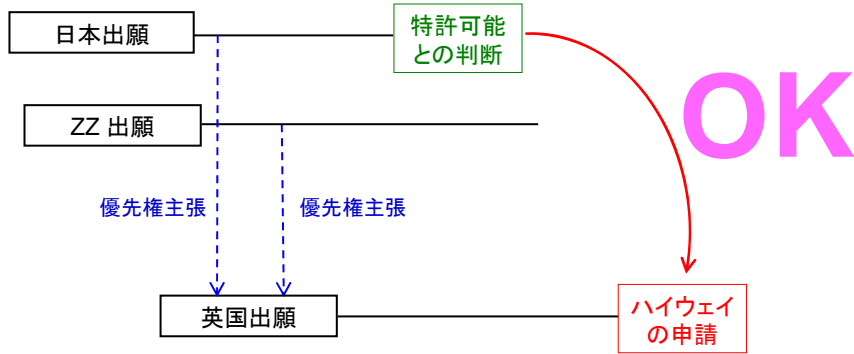 日本出願
特許可能
との判断
OK
ZZ 出願
優先権主張
優先権主張
英国出願
ハイウェイ
の申請